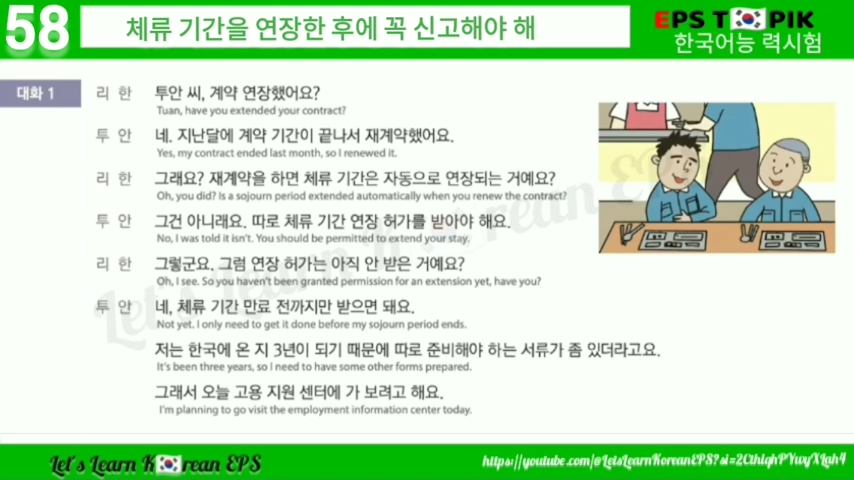 58
체류 기간을 연장한 후에 꼭 신고해야 해
EPS T🇰🇷PIK
한국어능 력시험
대화 1
리 한 투안 씨, 계약 연장했어요?
Tuan, have you extended your contract?
투 안 네. 지난달에 계약 기간이 끝나서 재계약했어요.
Yes, my contract ended last month, so I renewed it.
리 한 그래요? 재계약을 하면 체류 기간은 자동으로 연장되는 거예요?
Oh, you did? Is a sojourn period extended automatically when you renew the contract?
투 안 그건 아니래요. 따로 체류 기간 연장 허가를 받아야 해요.
No, I was told it isn't. You should be permitted to extend your stay.
리 한 그렇군요. 그럼 연장 허가는 아직 안 받은 거예요?
Oh, I see. So you haven't been granted permission for an extension yet, have you?
투 안 네, 체류 기간 만료 전까지만 받으면 돼요.
Not yet. I only need to get it done before my sojourn period ends.
저는 한국에 온 지 3년이 되기 때문에 따로 준비해야 하는 서류가 좀 있더라고요.
It's been three years, so I need to have some other forms prepared.
그래서 오늘 고용 지원 센터에 가 보려고 해요.
I'm planning to go visit the employment information center today.
Let's Learn K🇰🇷rean EPS
Let's Learn K🇰🇷rean EPS
https://youtube.com/@LetsLearnKoreanEPS?si=2CthlqhPYwyXLah4